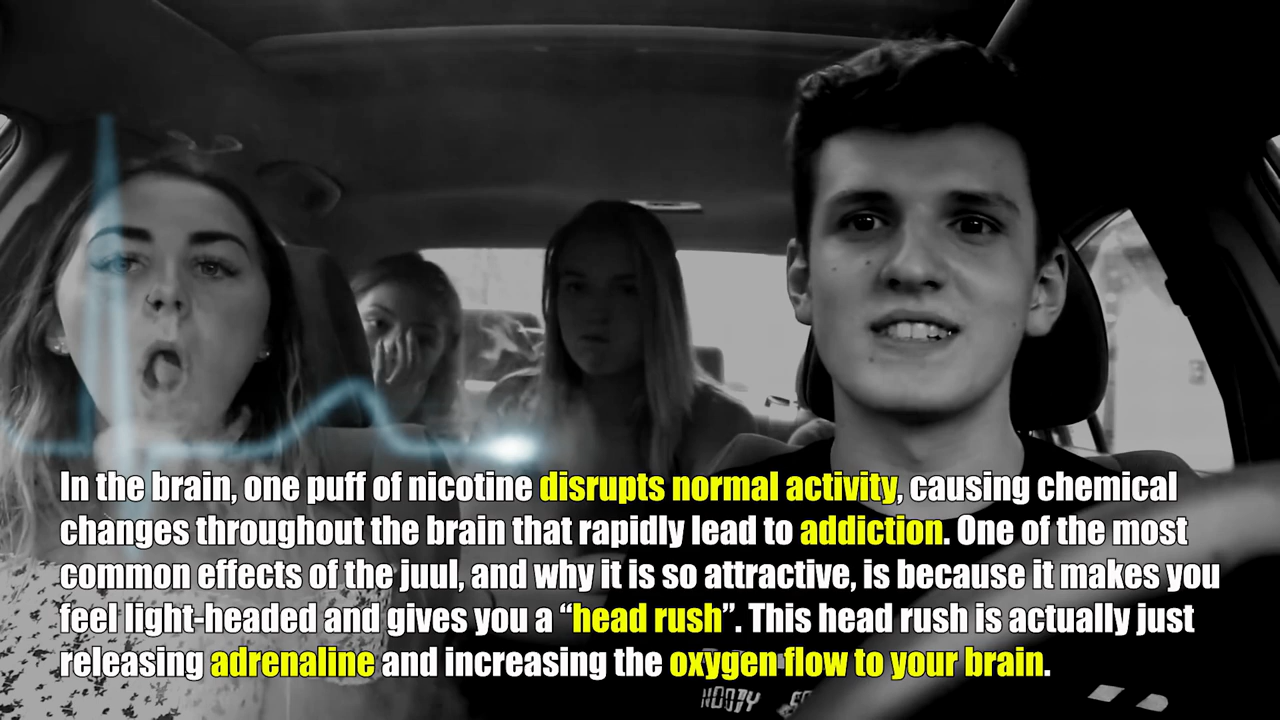 In the brain, one puff of nicotine disrupts normal activity, causing chemical
changes throughout the brain that rapidly lead to addiction. One of the most
common effects of the juul, and why it is so attractive, is because it makes you
feel light-headed and gives you a “head rush”. This head rush is actually just
releasing adrenaline and increasing the oxygen flow to your brain.